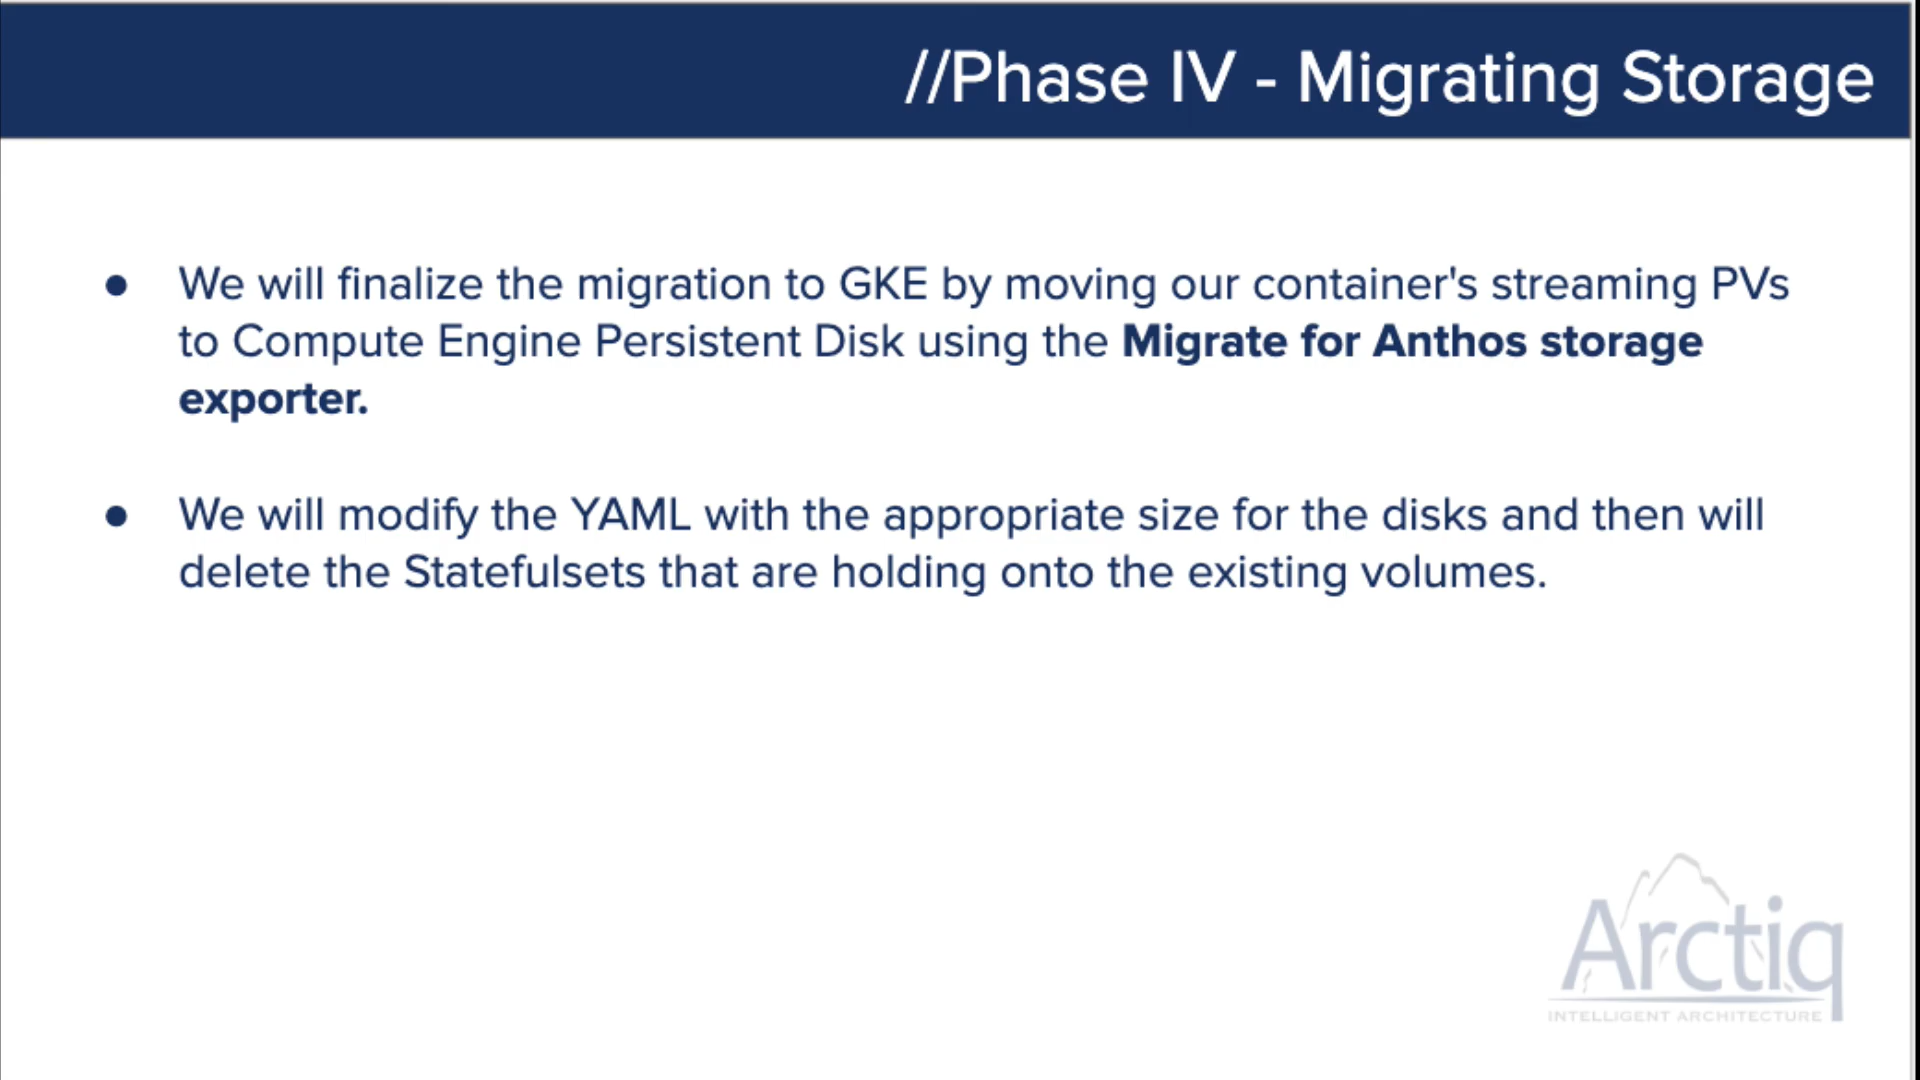 //Phase IV - Migrating Storage
● We will finalize the migration to GKE by moving our container's streaming PVs
to Compute Engine Persistent Disk using the Migrate for Anthos storage
exporter.
● We will modify the YAML with the appropriate size for the disks and then will
delete the Statefulsets that are holding onto the existing volumes.
Arctiq
INTELLIGENT ARCHITECTURE